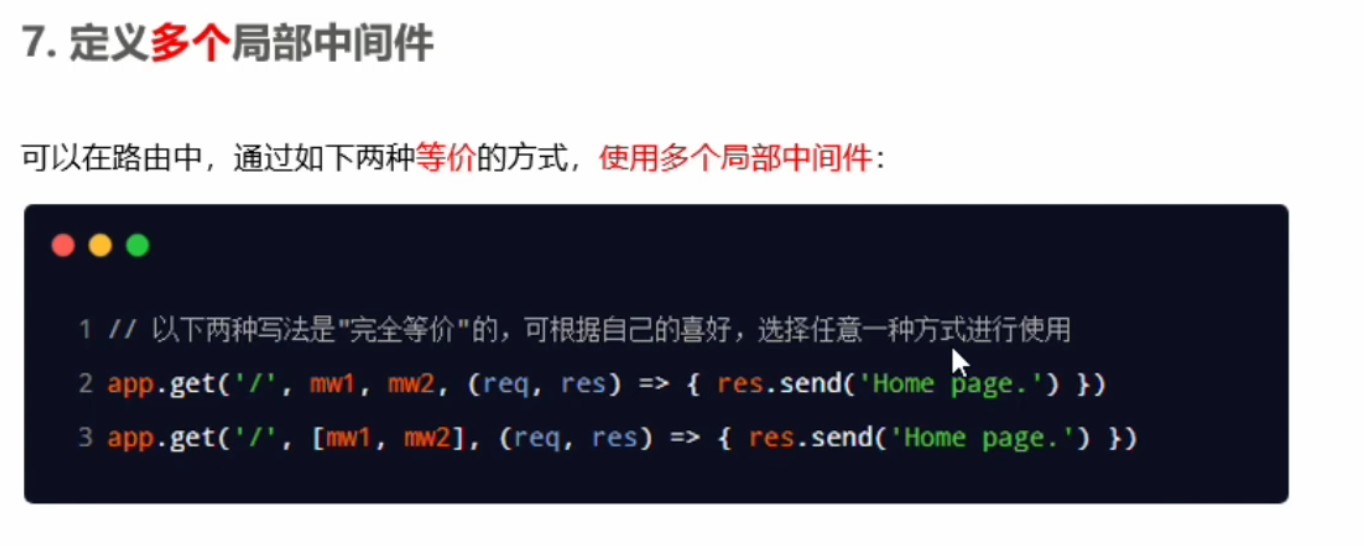 7. 定义多个局部中间件
可以在路由中，通过如下两种等价的方式，使用多个局部中间件：
1 // 以下两种写法是"完全等价"的，可根据自己的喜好，选择任意一种方式进行使用
2 app.get('/', mw1, mw2, (req, res) => { res.send('Home page.') })
3 app.get('/', [mw1, mw2], (req, res) => { res.send('Home page.') })